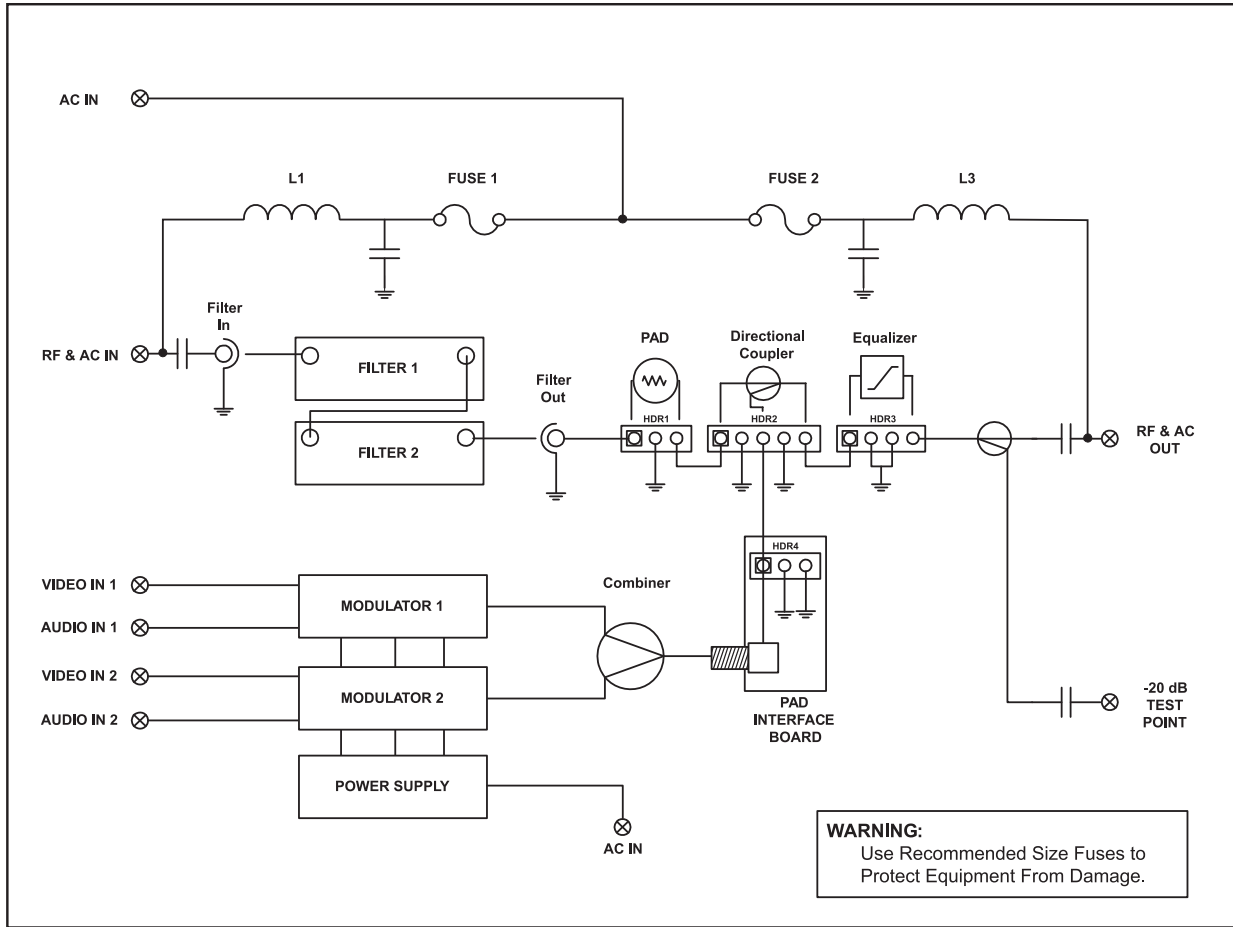 AC IN
L1
FUSE 1
FUSE 2
L3
Filter
In
RF & AC IN
FILTER 1
FILTER 2
Filter
Out
PAD
HDR1
Directional
Coupler
HDR2
Equalizer
HDR3
RF & AC
OUT
HDR4
PAD
INTERFACE
BOARD
VIDEO IN 1
AUDIO IN 1
VIDEO IN 2
AUDIO IN 2
MODULATOR 1
MODULATOR 2
POWER SUPPLY
Combiner
AC IN
-20 dB
TEST
POINT
WARNING:
Use Recommended Size Fuses to
Protect Equipment From Damage.